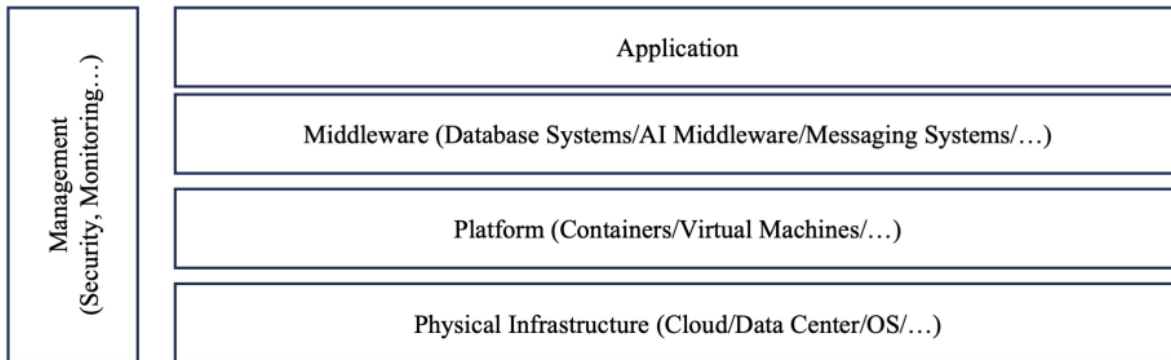 Management
(Security, Monitoring…)
Application
Middleware (Database Systems/AI Middleware/Messaging Systems/…)
Platform (Containers/Virtual Machines/…)
Physical Infrastructure (Cloud/Data Center/OS/…)